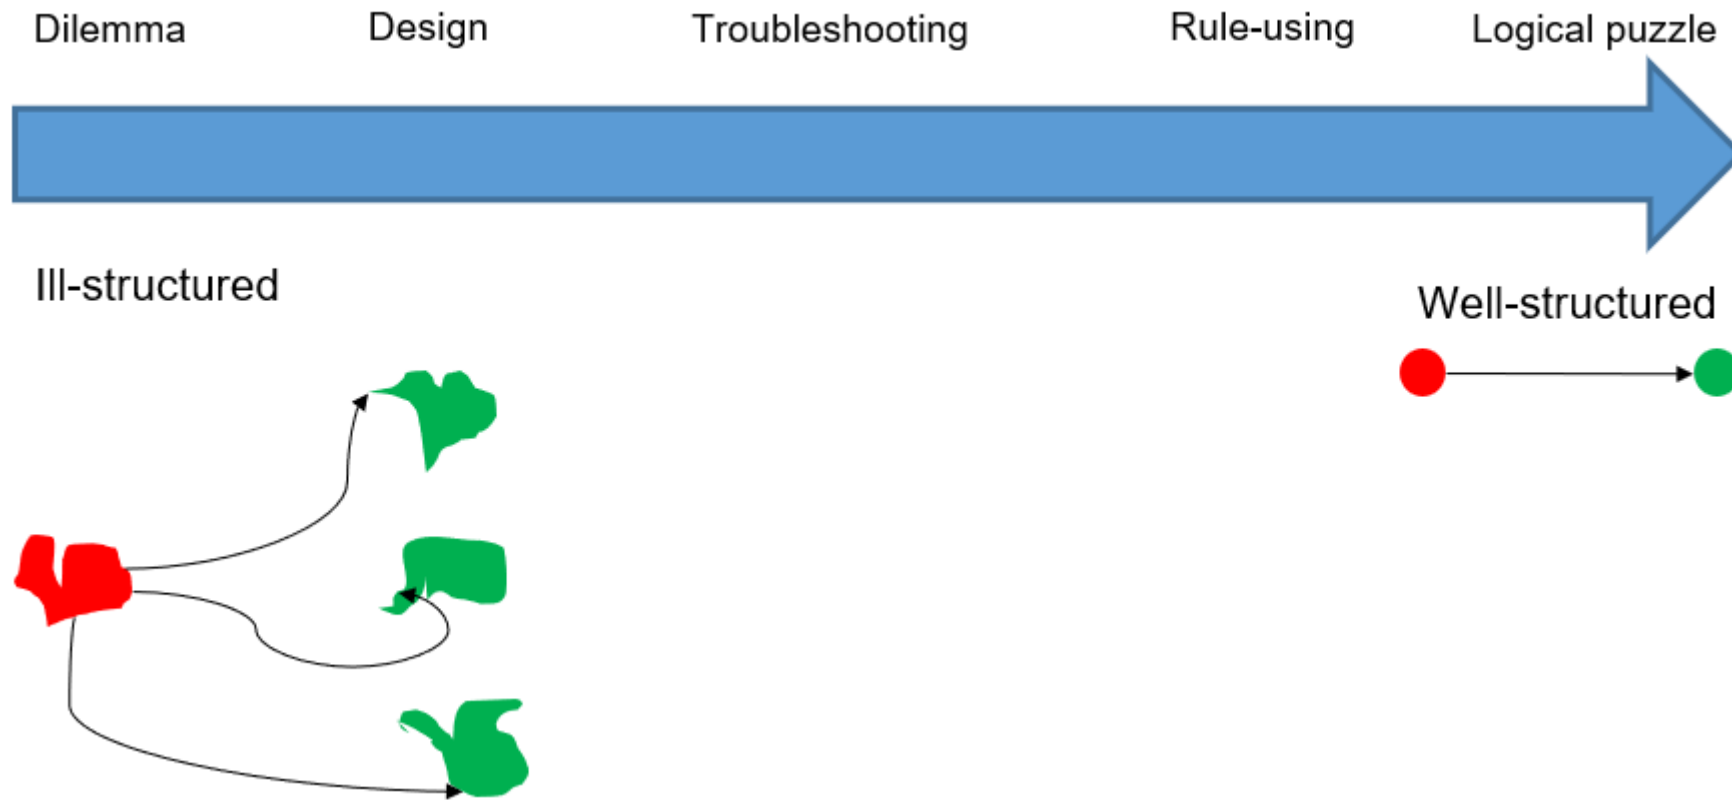 Dilemma
Design
Troubleshooting
Rule-using
Logical puzzle
Ill-structured
Well-structured